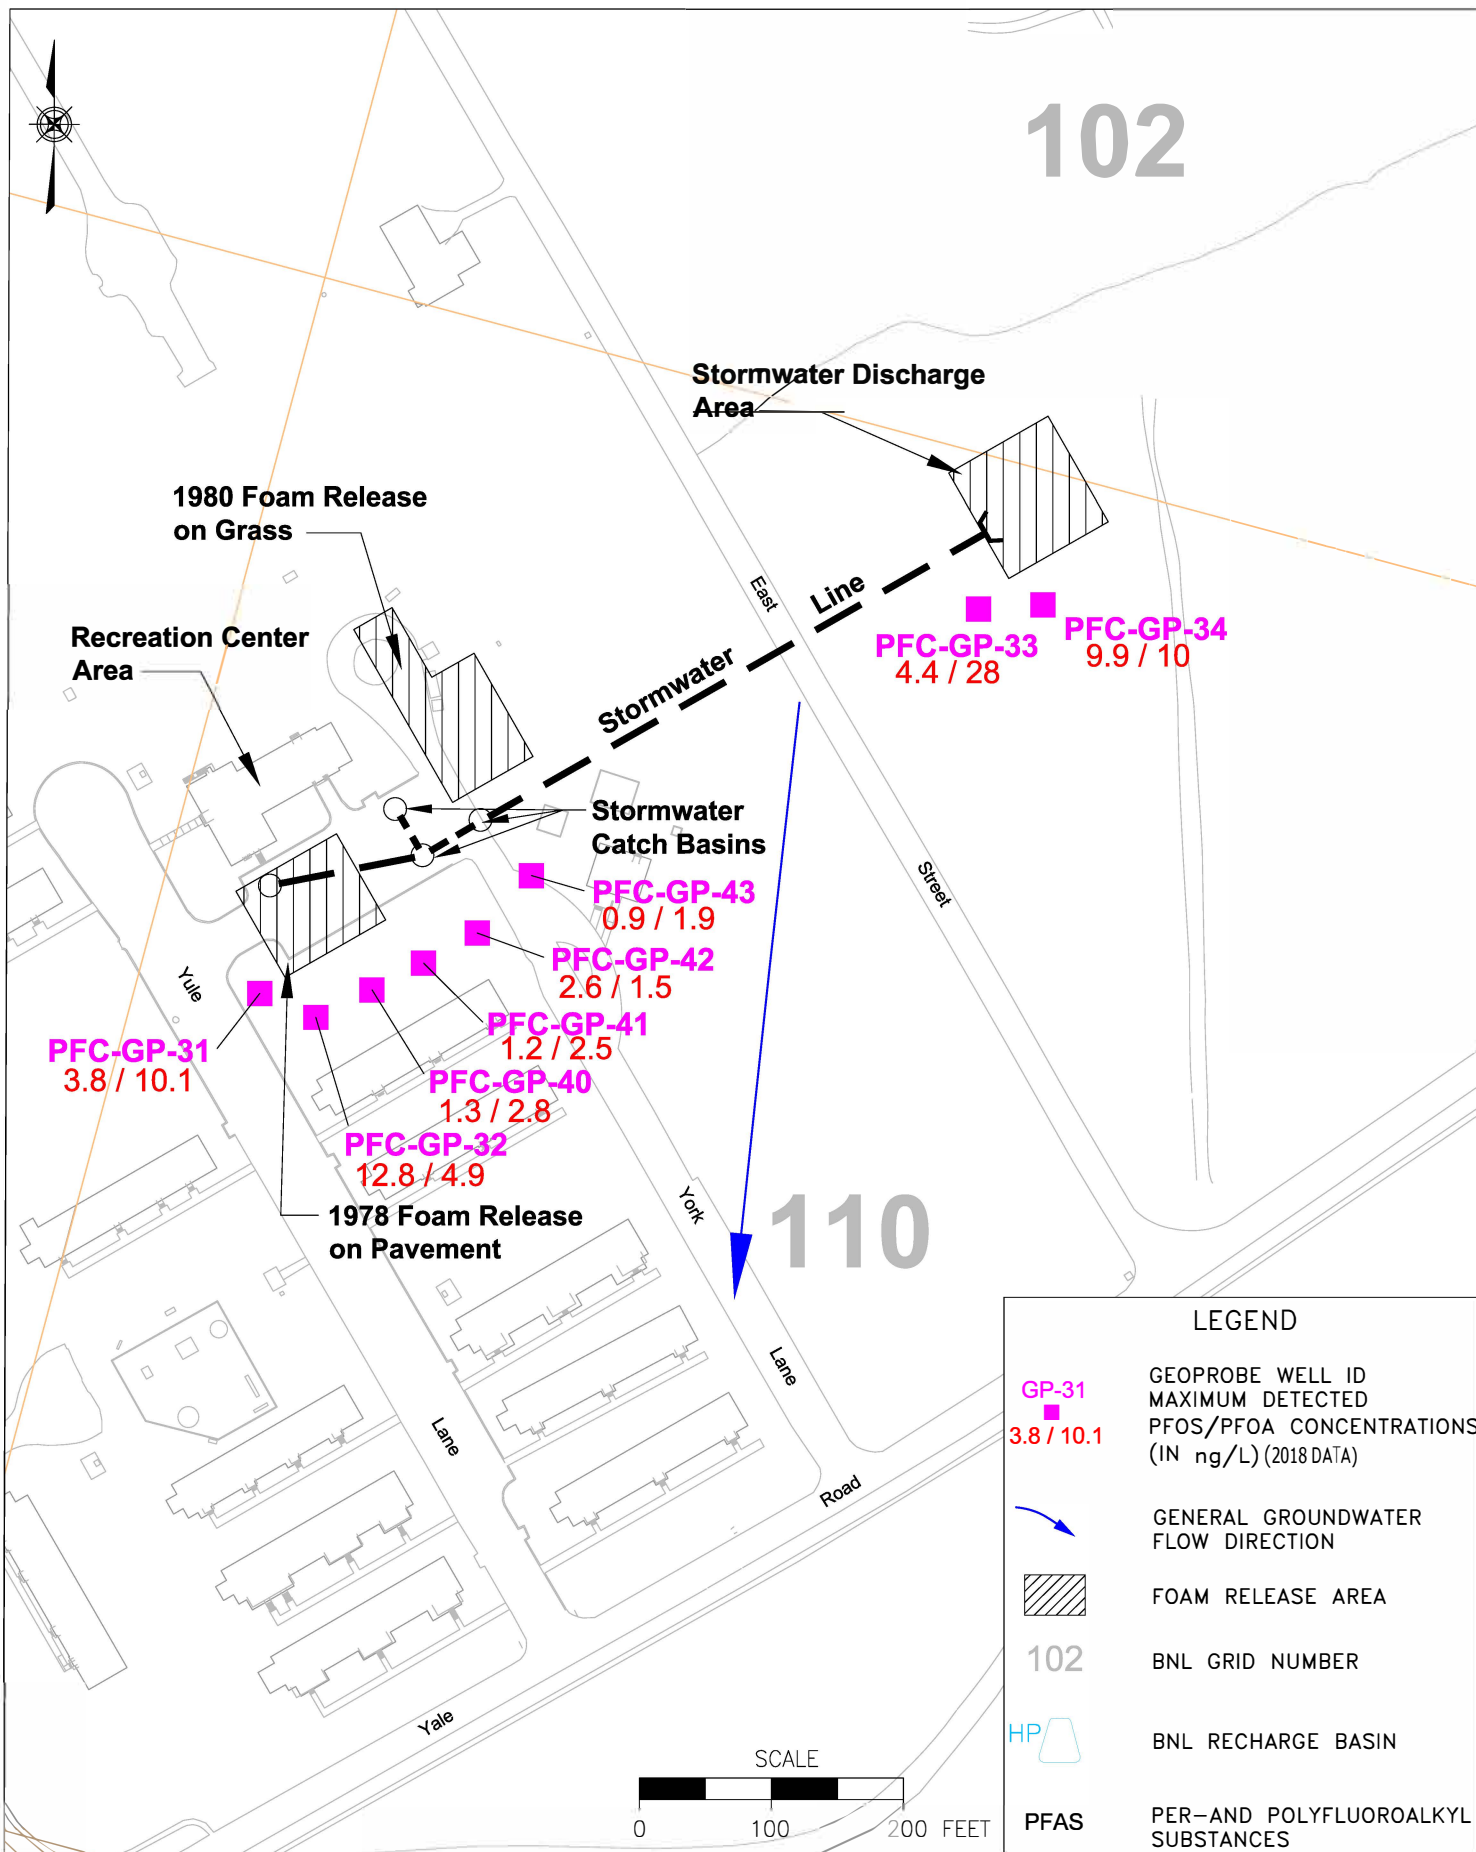 102
Stormwater Discharge
Area
1980 Foam Release
on Grass
Recreation Center
Area
East
Line
Stormwater
PFC-GP-33
4.4 / 28
PFC-GP-34
9.9 / 10
Stormwater
Catch Basins
Street
PFC-GP-43
0.9 / 1.9
PFC-GP-42
2.6 / 1.5
Yule
PFC-GP-41
1.2 / 2.5
PFC-GP-31
3.8 / 10.1
PFC-GP-40
1.3 / 2.8
PFC-GP-32
12.8 / 4.9
1978 Foam Release
on Pavement
York
110
Lane
Lane
Road
Yale
SCALE
0 100 200 FEET
LEGEND
GP-31
3.8 / 10.1
GEOPROBE WELL ID
MAXIMUM DETECTED
PFOS/PFOA CONCENTRATIONS
(IN ng/L) (2018 DATA)
GENERAL GROUNDWATER
FLOW DIRECTION
FOAM RELEASE AREA
102
BNL GRID NUMBER
HP
BNL RECHARGE BASIN
PFAS
PER-AND POLYFLUOROALKYL
SUBSTANCES